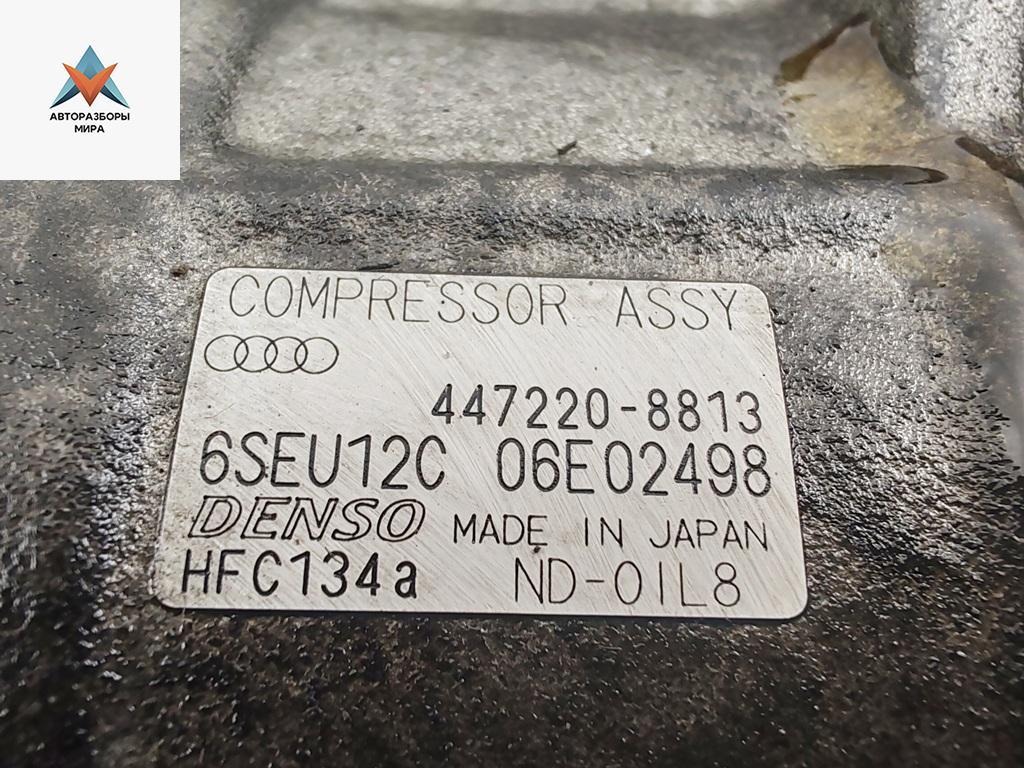 АВТОРАЗБОРЫ
МИРА
COMPRESSOR ASSY
447220-8813
6SEU12C 06E02498
DENSO MADE IN JAPAN
HFC134a ND-OIL8